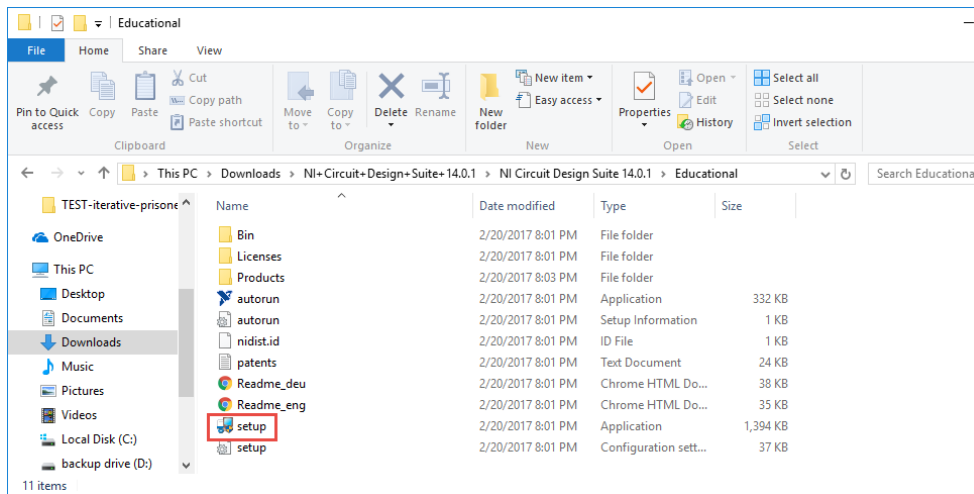 Educational
File Home Share View
Pin to Quick access
Copy
Paste
Cut
Copy path
Paste shortcut
Move to
Copy to
Delete
Rename
New folder
New item
Easy access
Properties
Open
Edit
History
Select all
Select none
Invert selection
Clipboard Organize New Open Select
This PC > Downloads > NI+Circuit+Design+Suite+14.0.1 > NI Circuit Design Suite 14.0.1 > Educational
Search Educationa
TEST-iterative-prisone
OneDrive
This PC
Desktop
Documents
Downloads
Music
Pictures
Videos
Local Disk (C:)
backup drive (D:)
Name Date modified Type Size
Bin 2/20/2017 8:01 PM File folder
Licenses 2/20/2017 8:01 PM File folder
Products 2/20/2017 8:03 PM File folder
autorun 2/20/2017 8:01 PM Application 332 KB
autorun 2/20/2017 8:01 PM Setup Information 1 KB
nidist.id 2/20/2017 8:01 PM ID File 1 KB
patents 2/20/2017 8:01 PM Text Document 24 KB
Readme_deu 2/20/2017 8:01 PM Chrome HTML Do... 38 KB
Readme_eng 2/20/2017 8:01 PM Chrome HTML Do... 35 KB
setup 2/20/2017 8:01 PM Application 1,394 KB
setup 2/20/2017 8:01 PM Configuration sett... 37 KB
11 items